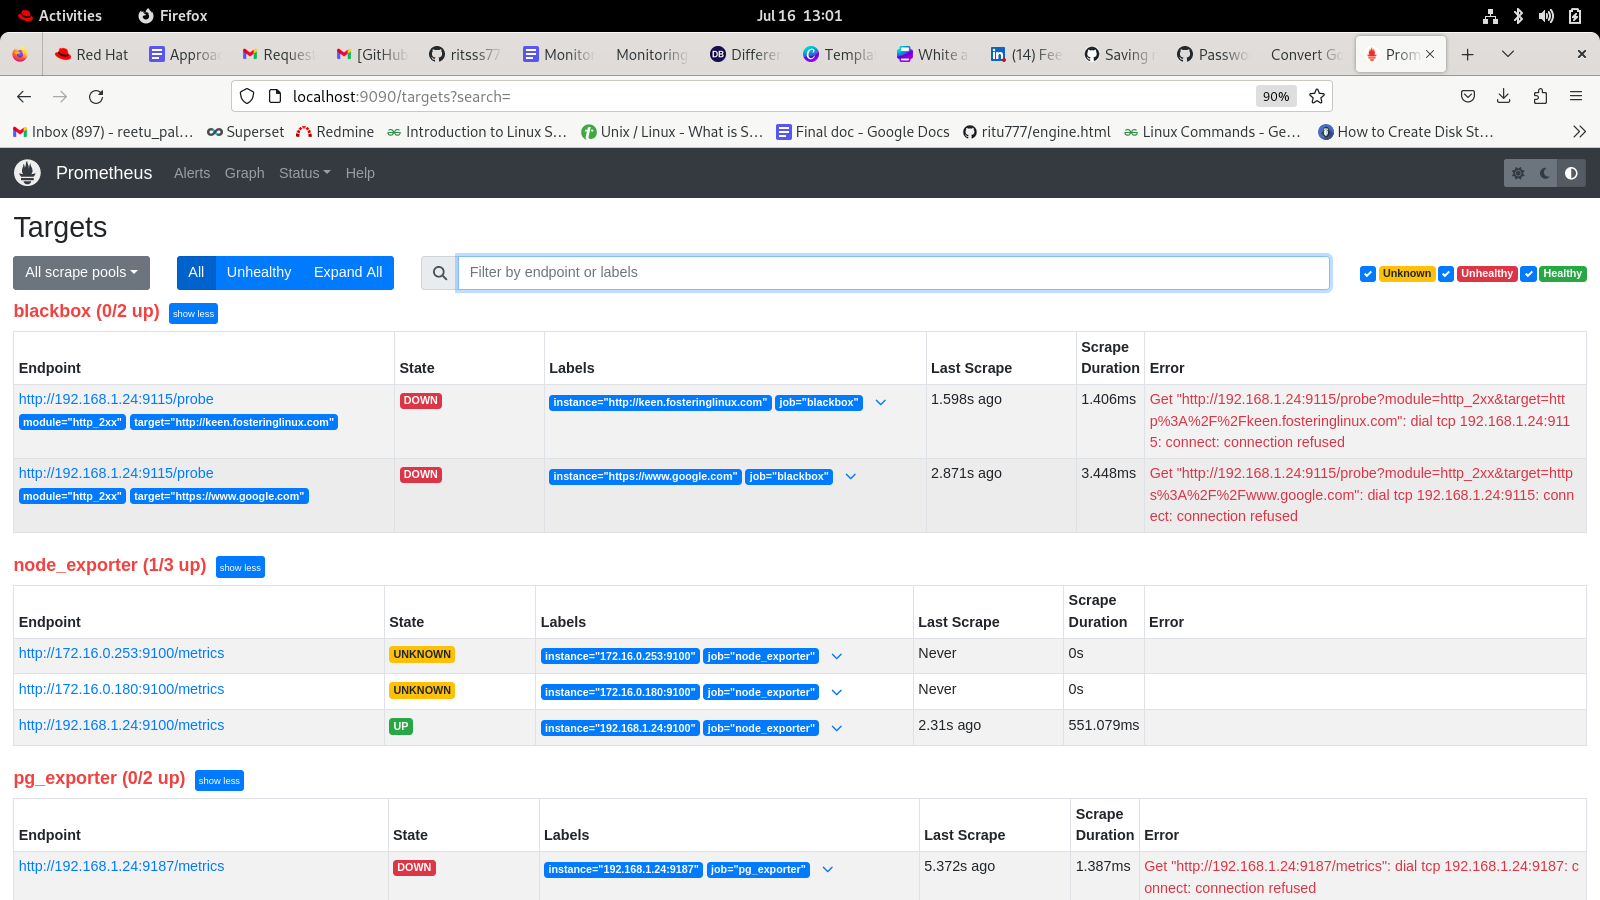 Activities Firefox Jul 16 13:01
Red Hat Approa Request [GitHub ritsss77 Monitor Monitoring Differen Templa White a (14) Fee Saving Passwo Convert Go Prom
localhost:9090/targets?search= 90%
Inbox (897) - reetu_pal... Superset Redmine Introduction to Linux S... Unix / Linux - What is S... Final doc - Google Docs ritu777/engine.html Linux Commands - Ge... How to Create Disk St...
Prometheus Alerts Graph Status Help
Targets
All scrape pools All Unhealthy Expand All Filter by endpoint or labels Unknown Unhealthy Healthy
blackbox (0/2 up) show less
Endpoint State Labels Last Scrape Scrape Duration Error
http://192.168.1.24:9115/probe DOWN instance="http://keen.fosteringlinux.com" job="blackbox" 1.598s ago 1.406ms Get "http://192.168.1.24:9115/probe?module=http_2xx&target=htt
module="http_2xx" target="http://keen.fosteringlinux.com" p%3A%2F%2Fkeen.fosteringlinux.com": dial tcp 192.168.1.24:911
5: connect: connection refused
http://192.168.1.24:9115/probe DOWN instance="https://www.google.com" job="blackbox" 2.871s ago 3.448ms Get "http://192.168.1.24:9115/probe?module=http_2xx&target=http
module="http_2xx" target="https://www.google.com" s%3A%2F%2Fwww.google.com": dial tcp 192.168.1.24:9115: conn
ect: connection refused
node_exporter (1/3 up) show less
Endpoint State Labels Last Scrape Scrape Duration Error
http://172.16.0.253:9100/metrics UNKNOWN instance="172.16.0.253:9100" job="node_exporter" Never 0s
http://172.16.0.180:9100/metrics UNKNOWN instance="172.16.0.180:9100" job="node_exporter" Never 0s
http://192.168.1.24:9100/metrics UP instance="192.168.1.24:9100" job="node_exporter" 2.31s ago 551.079ms
pg_exporter (0/2 up) show less
Endpoint State Labels Last Scrape Scrape Duration Error
http://192.168.1.24:9187/metrics DOWN instance="192.168.1.24:9187" job="pg_exporter" 5.372s ago 1.387ms Get "http://192.168.1.24:9187/metrics": dial tcp 192.168.1.24:9187: c
onnect: connection refused